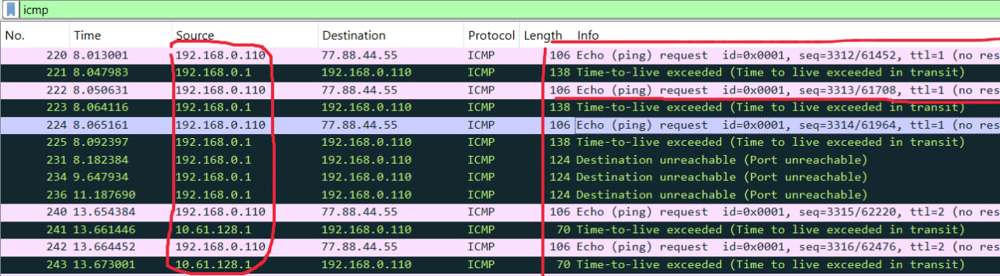 icmp
No. Time Source Destination Protocol Length Info
220 8.013001 192.168.0.110 77.88.44.55 ICMP 106 Echo (ping) request id=0x0001, seq=3312/61452, ttl=1 (no res
221 8.047983 192.168.0.1 192.168.0.110 ICMP 138 Time-to-live exceeded (Time to live exceeded in transit)
222 8.050631 192.168.0.110 77.88.44.55 ICMP 106 Echo (ping) request id=0x0001, seq=3313/61708, ttl=1 (no res
223 8.064116 192.168.0.1 192.168.0.110 ICMP 138 Time-to-live exceeded (Time to live exceeded in transit)
224 8.065161 192.168.0.110 77.88.44.55 ICMP 106 Echo (ping) request id=0x0001, seq=3314/61964, ttl=1 (no res
225 8.092397 192.168.0.1 192.168.0.110 ICMP 138 Time-to-live exceeded (Time to live exceeded in transit)
231 8.182384 192.168.0.1 192.168.0.110 ICMP 124 Destination unreachable (Port unreachable)
234 9.647934 192.168.0.1 192.168.0.110 ICMP 124 Destination unreachable (Port unreachable)
236 11.187690 192.168.0.1 192.168.0.110 ICMP 124 Destination unreachable (Port unreachable)
240 13.654384 192.168.0.110 77.88.44.55 ICMP 106 Echo (ping) request id=0x0001, seq=3315/62220, ttl=2 (no res
241 13.661446 10.61.128.1 192.168.0.110 ICMP 70 Time-to-live exceeded (Time to live exceeded in transit)
242 13.664452 192.168.0.110 77.88.44.55 ICMP 106 Echo (ping) request id=0x0001, seq=3316/62476, ttl=2 (no res
243 13.673001 10.61.128.1 192.168.0.110 ICMP 70 Time-to-live exceeded (Time to live exceeded in transit)